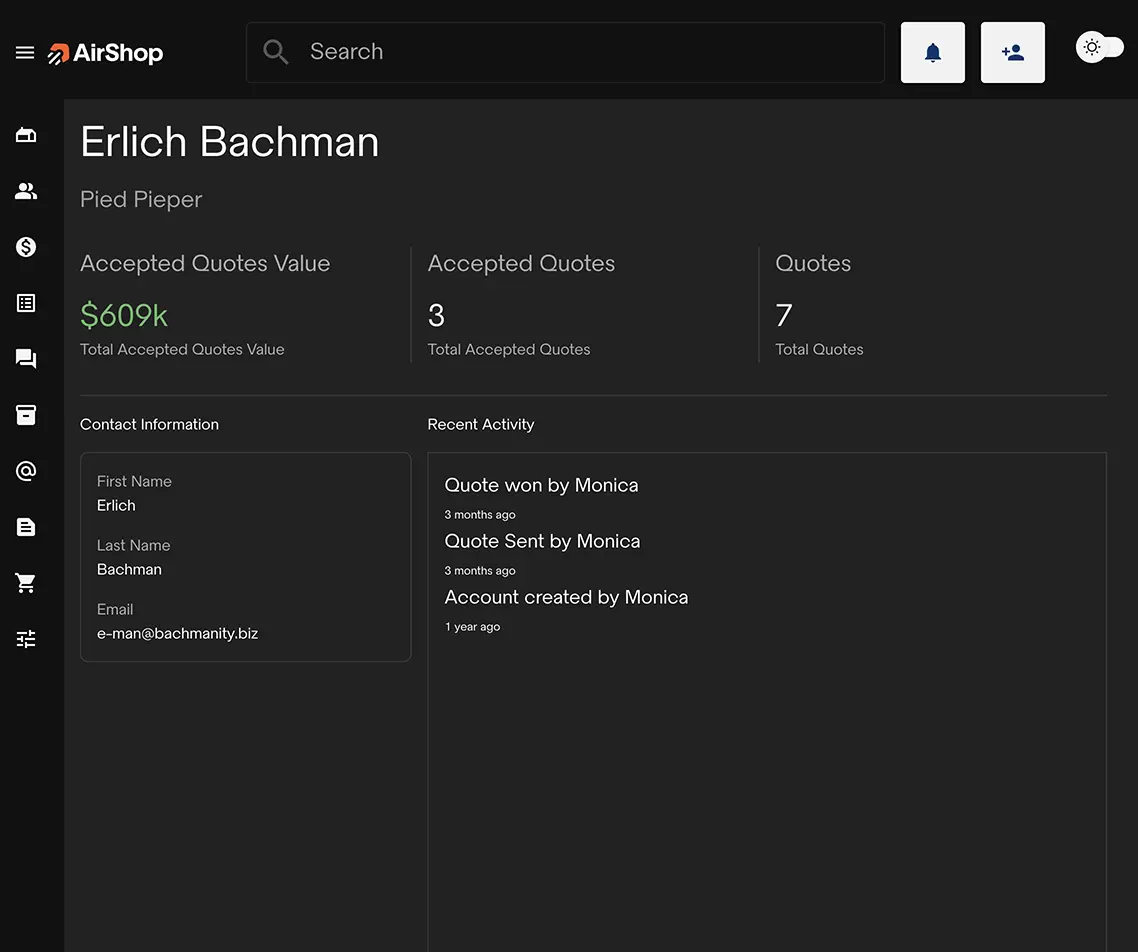 AirShop
Search
Erlich Bachman
Pied Pieper
Accepted Quotes Value
$609k
Total Accepted Quotes Value
Accepted Quotes
3
Total Accepted Quotes
Quotes
7
Total Quotes
Contact Information
First Name
Erlich
Last Name
Bachman
Email
e-man@bachmanity.biz
Recent Activity
Quote won by Monica
3 months ago
Quote Sent by Monica
3 months ago
Account created by Monica
1 year ago